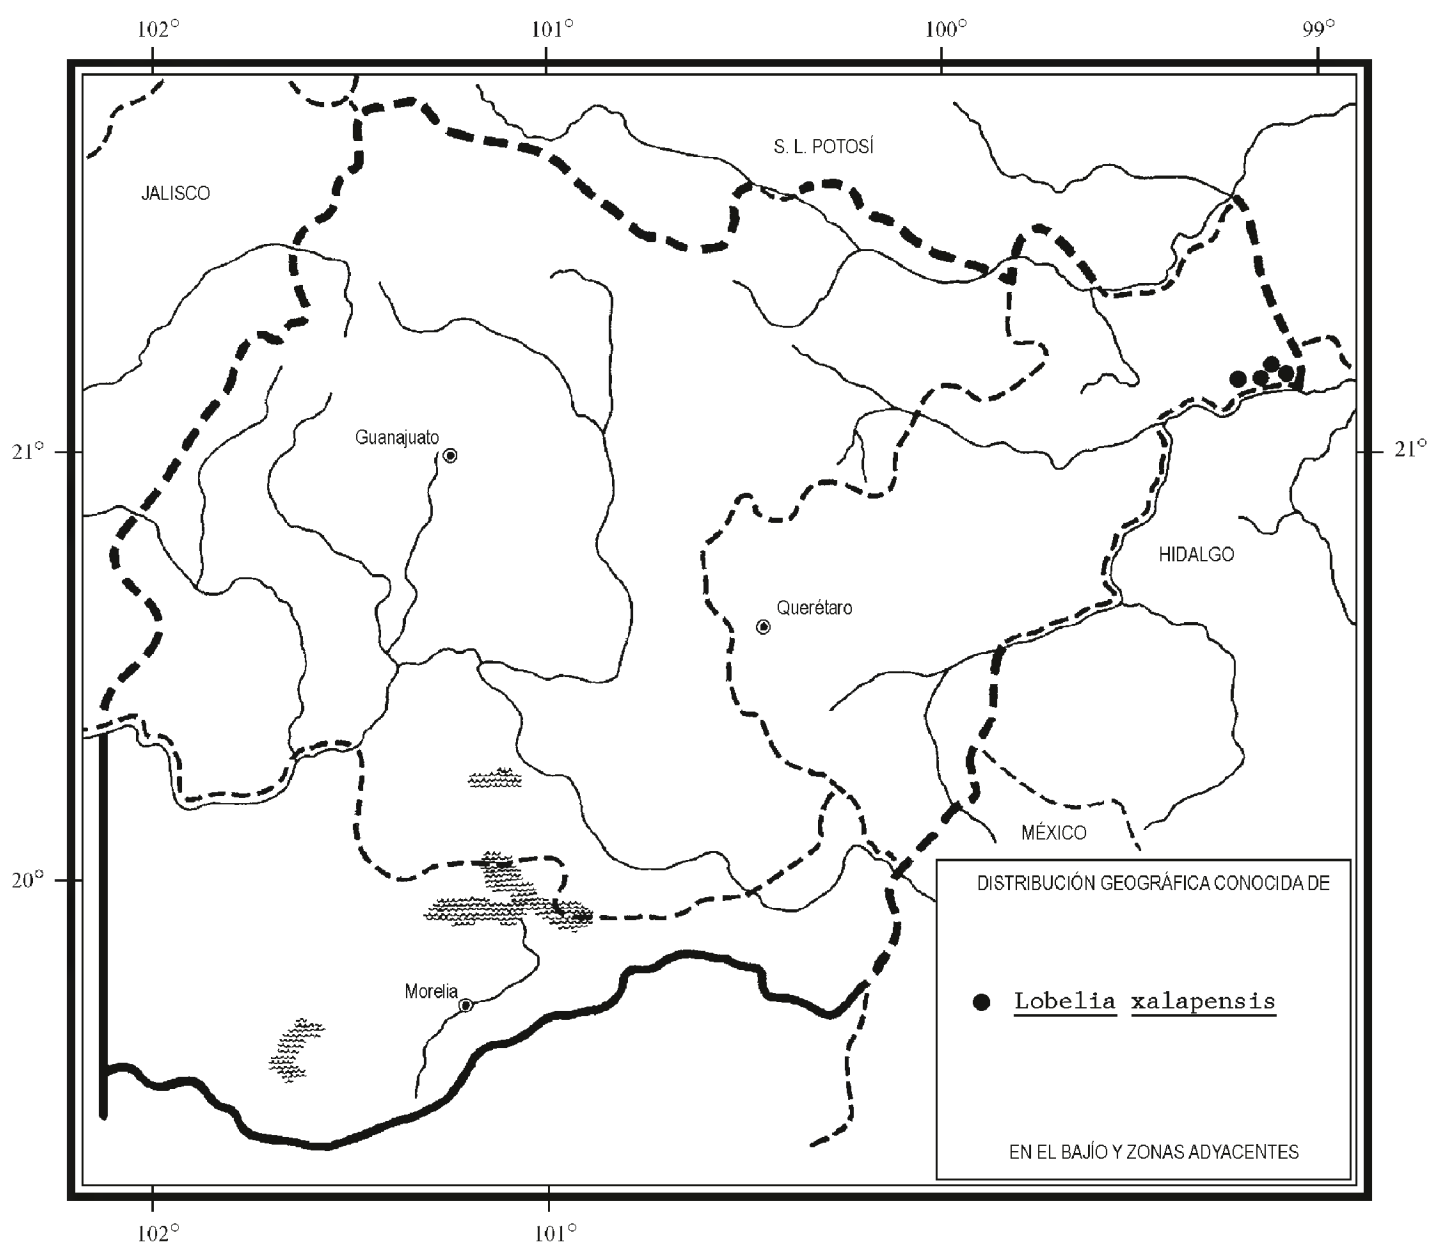 102° 101° 100° 99°
S. L. POTOSÍ
JALISCO
Guanajuato
21° 21°
HIDALGO
Querétaro
MÉXICO
20°
DISTRIBUCIÓN GEOGRÁFICA CONOCIDA DE
Morelia
Lobelia xalapensis
EN EL BAJÍO Y ZONAS ADYACENTES
102° 101°